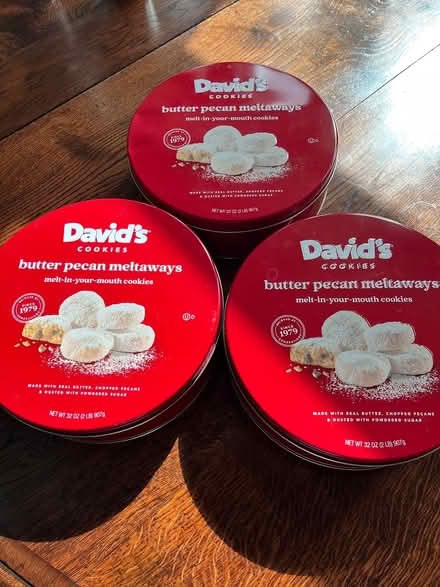 David's
COOKIES
butter pecan meltaways
melt-in-your-mouth cookies
SINCE
1979
MADE WITH REAL BUTTER, CHOPPED PECANS
& DUSTED WITH POWDERED SUGAR
NET WT 32 OZ (2 LB) 907g
David's
COOKIES
butter pecan meltaways
melt-in-your-mouth cookies
SINCE
1979
MADE WITH REAL BUTTER, CHOPPED PECANS
& DUSTED WITH POWDERED SUGAR
NET WT 32 OZ (2 LB) 907g
David's
COOKIES
butter pecan meltaways
melt-in-your-mouth cookies
SINCE
1979
MADE WITH REAL BUTTER, CHOPPED PECANS
& DUSTED WITH POWDERED SUGAR
NET WT 32 OZ (2 LB) 907g